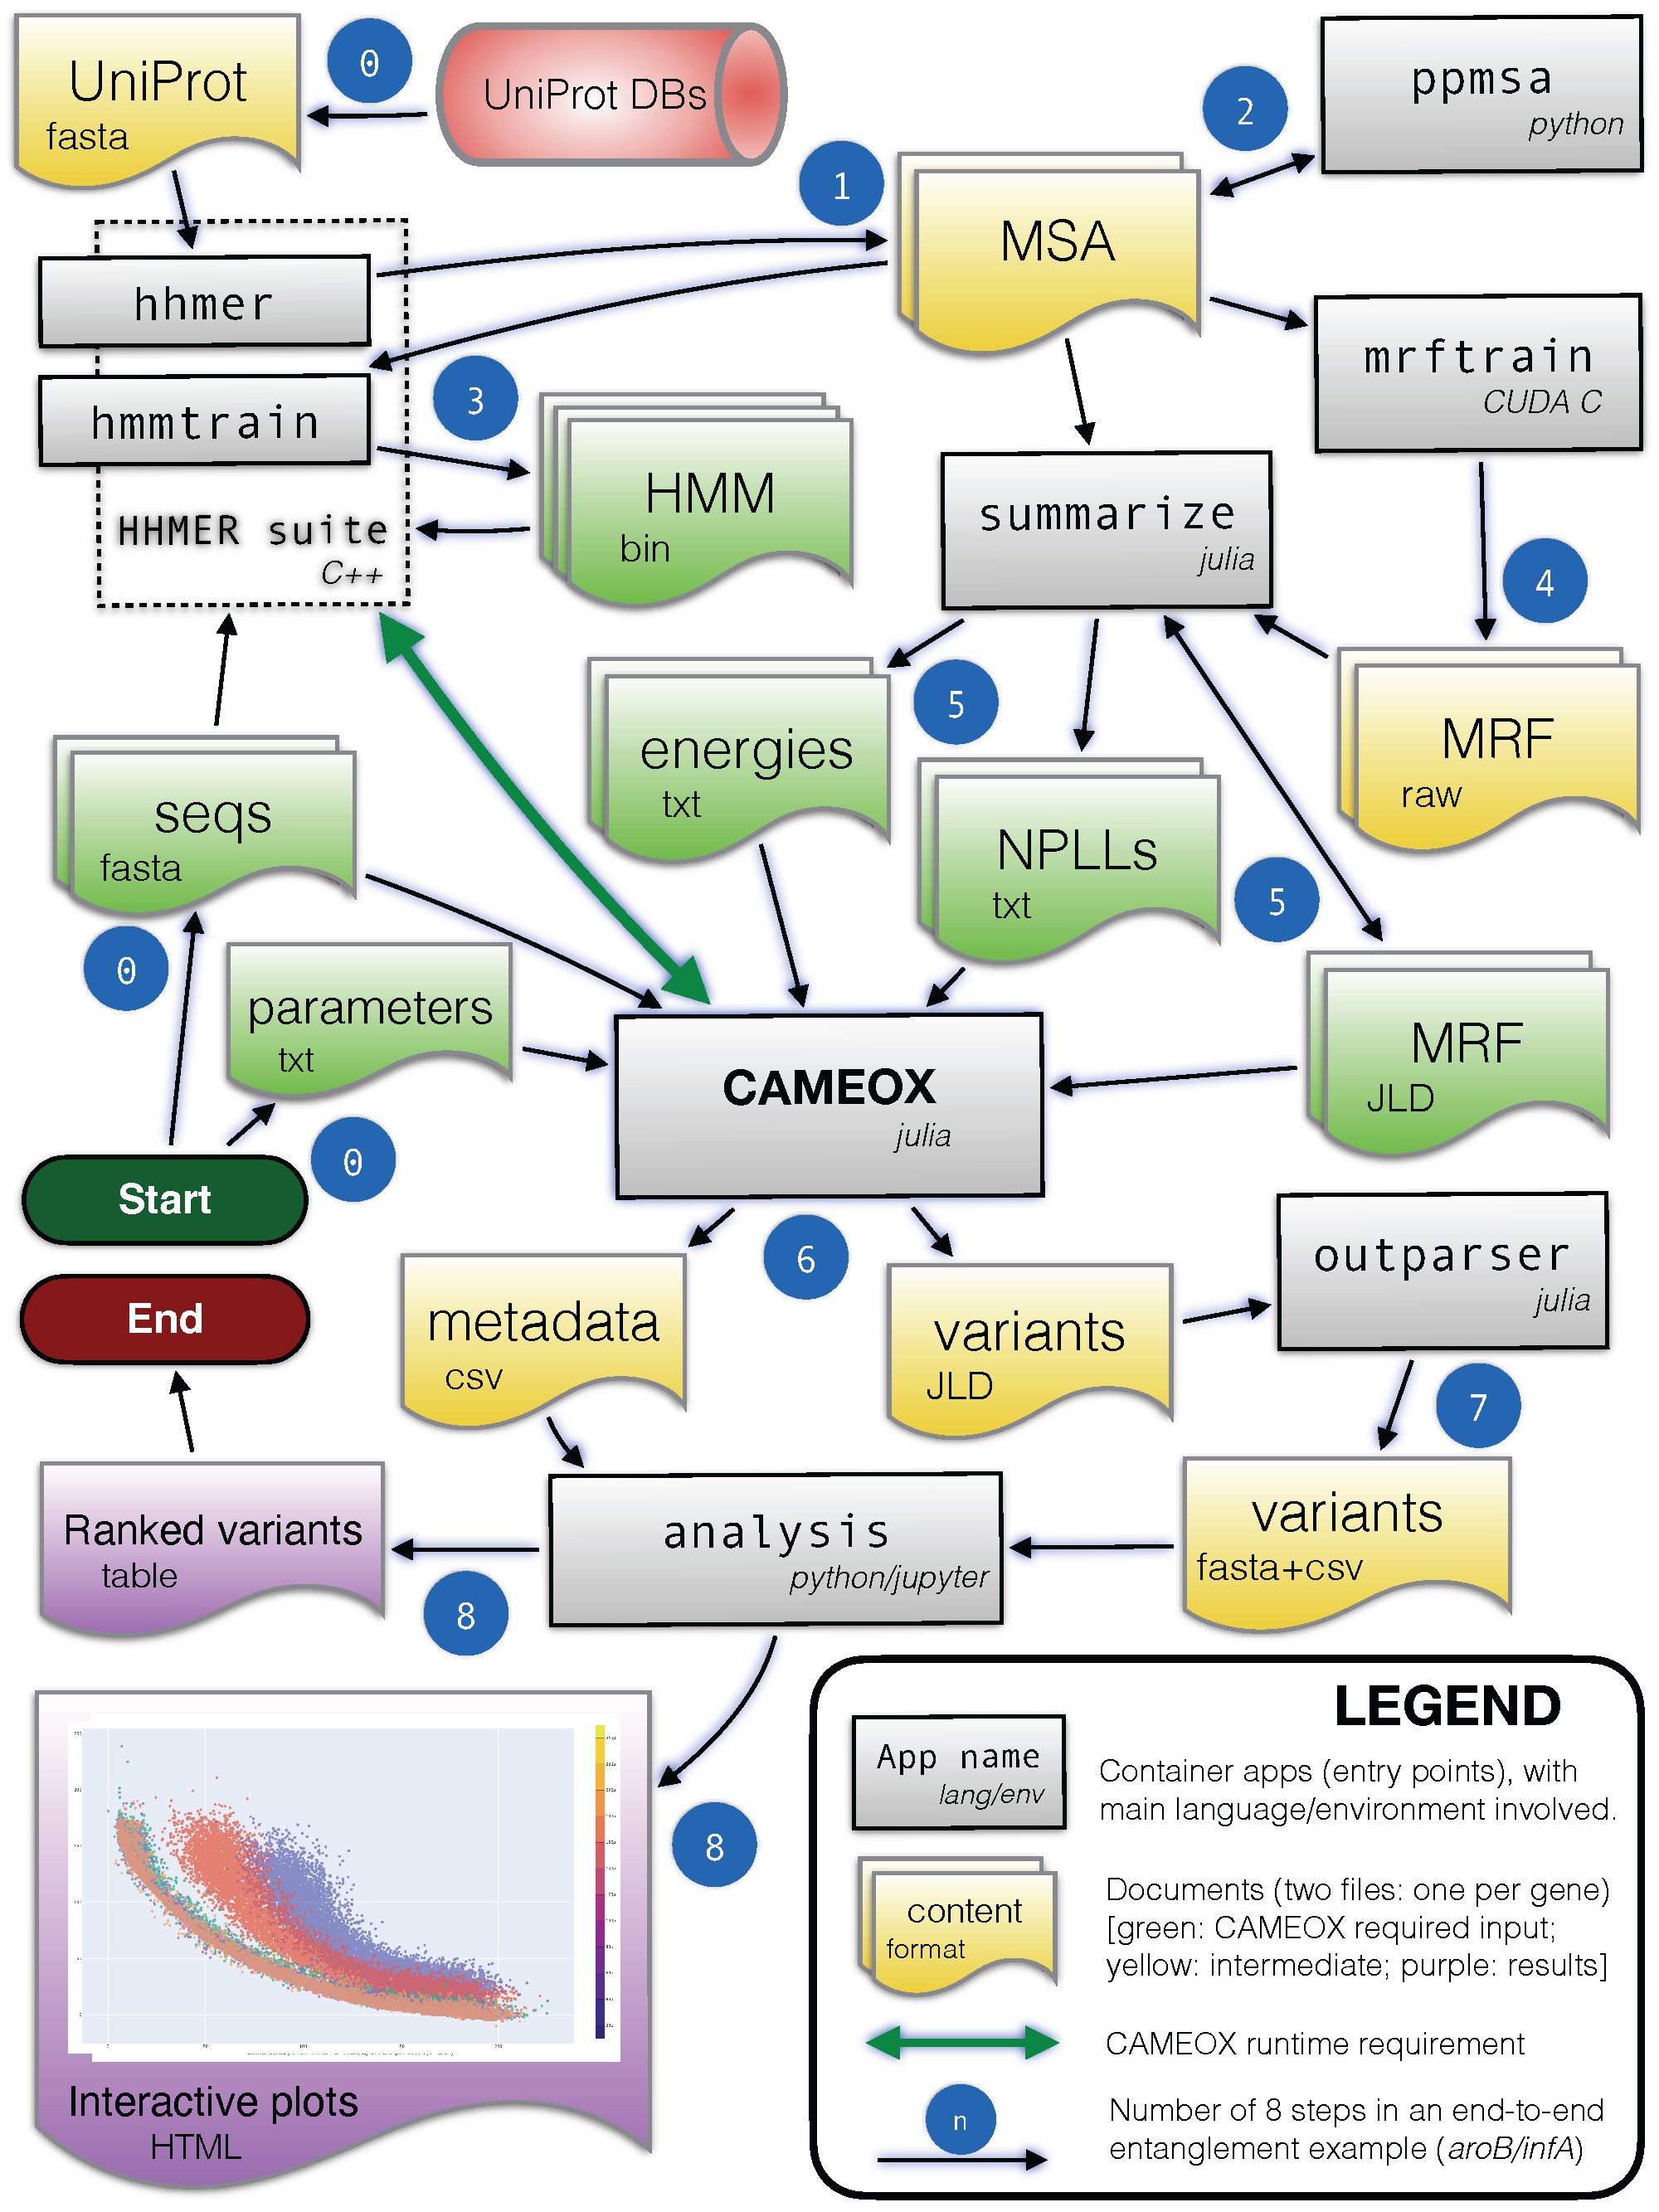 UniProt
fasta
0
UniProt DBs
1
2
ppmsa
python
MSA
hhmer
hmmtrain
HHMER suite
C++
3
HMM
bin
mrftrain
CUDA C
summarize
julia
4
energies
txt
5
NPLLs
txt
5
MRF
raw
seqs
fasta
0
parameters
txt
0
MRF
JLD
CAMEOX
julia
Start
End
6
metadata
csv
variants
JLD
outparser
julia
7
variants
fasta+csv
analysis
python/jupyter
Ranked variants
table
8
8
Interactive plots
HTML
LEGEND
App name
lang/env
Container apps (entry points), with
main language/environment involved.
content
format
Documents (two files: one per gene)
[green: CAMEOX required input;
yellow: intermediate; purple: results]
CAMEOX runtime requirement
n
Number of 8 steps in an end-to-end
entanglement example (aroB/infA)